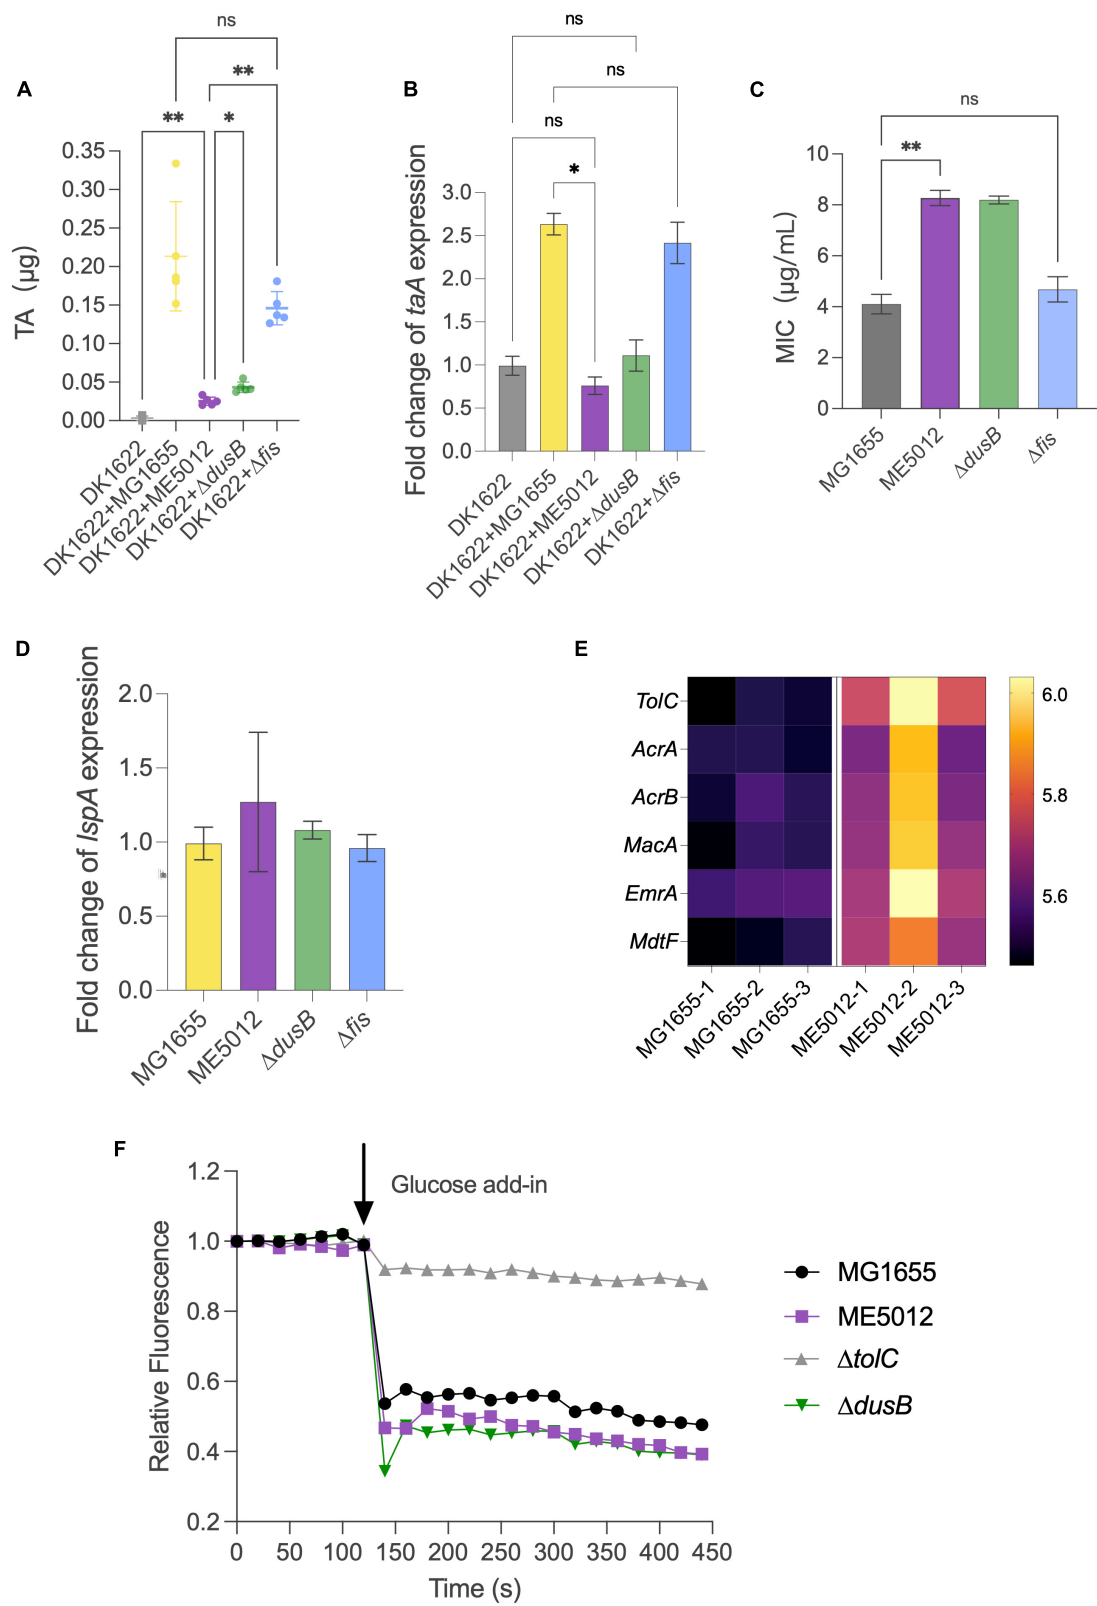 A
ns
**
** *
TA (μg)
0.35
0.30
0.25
0.20
0.15
0.10
0.05
0.00
DK1622
DK1622+MG1655
DK1622+ME5012
DK1622+ΔdusB
DK1622+Δfis
B
ns
ns
ns
*
Fold change of taA expression
3.0
2.5
2.0
1.5
1.0
0.5
0.0
DK1622
DK1622+MG1655
DK1622+ME5012
DK1622+ΔdusB
DK1622+Δfis
C
ns
**
MIC (μg/mL)
10
8
6
4
2
0
MG1655
ME5012
ΔdusB
Δfis
D
Fold change of lspA expression
2.0
1.5
1.0
0.5
0.0
MG1655
ME5012
ΔdusB
Δfis
E
TolC
AcrA
AcrB
MacA
EmrA
MdtF
MG1655-1
MG1655-2
MG1655-3
ME5012-1
ME5012-2
ME5012-3
6.0
5.8
5.6
F
Glucose add-in
Relative Fluorescence
1.2
1.0
0.8
0.6
0.4
0.2
0 50 100 150 200 250 300 350 400 450
Time (s)
MG1655
ME5012
ΔtolC
ΔdusB